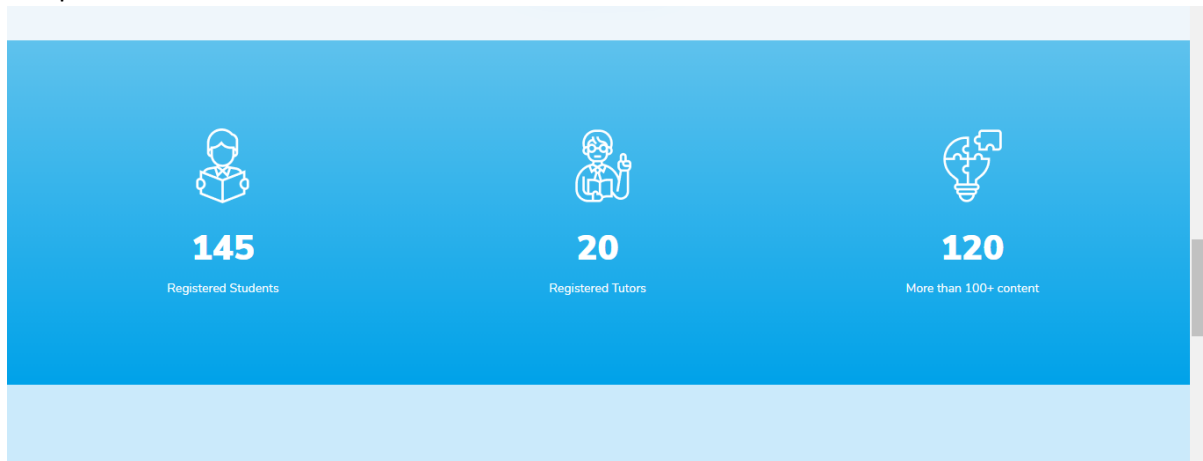 145
20
120
Registered Students
Registered Tutors
More than 100+ content